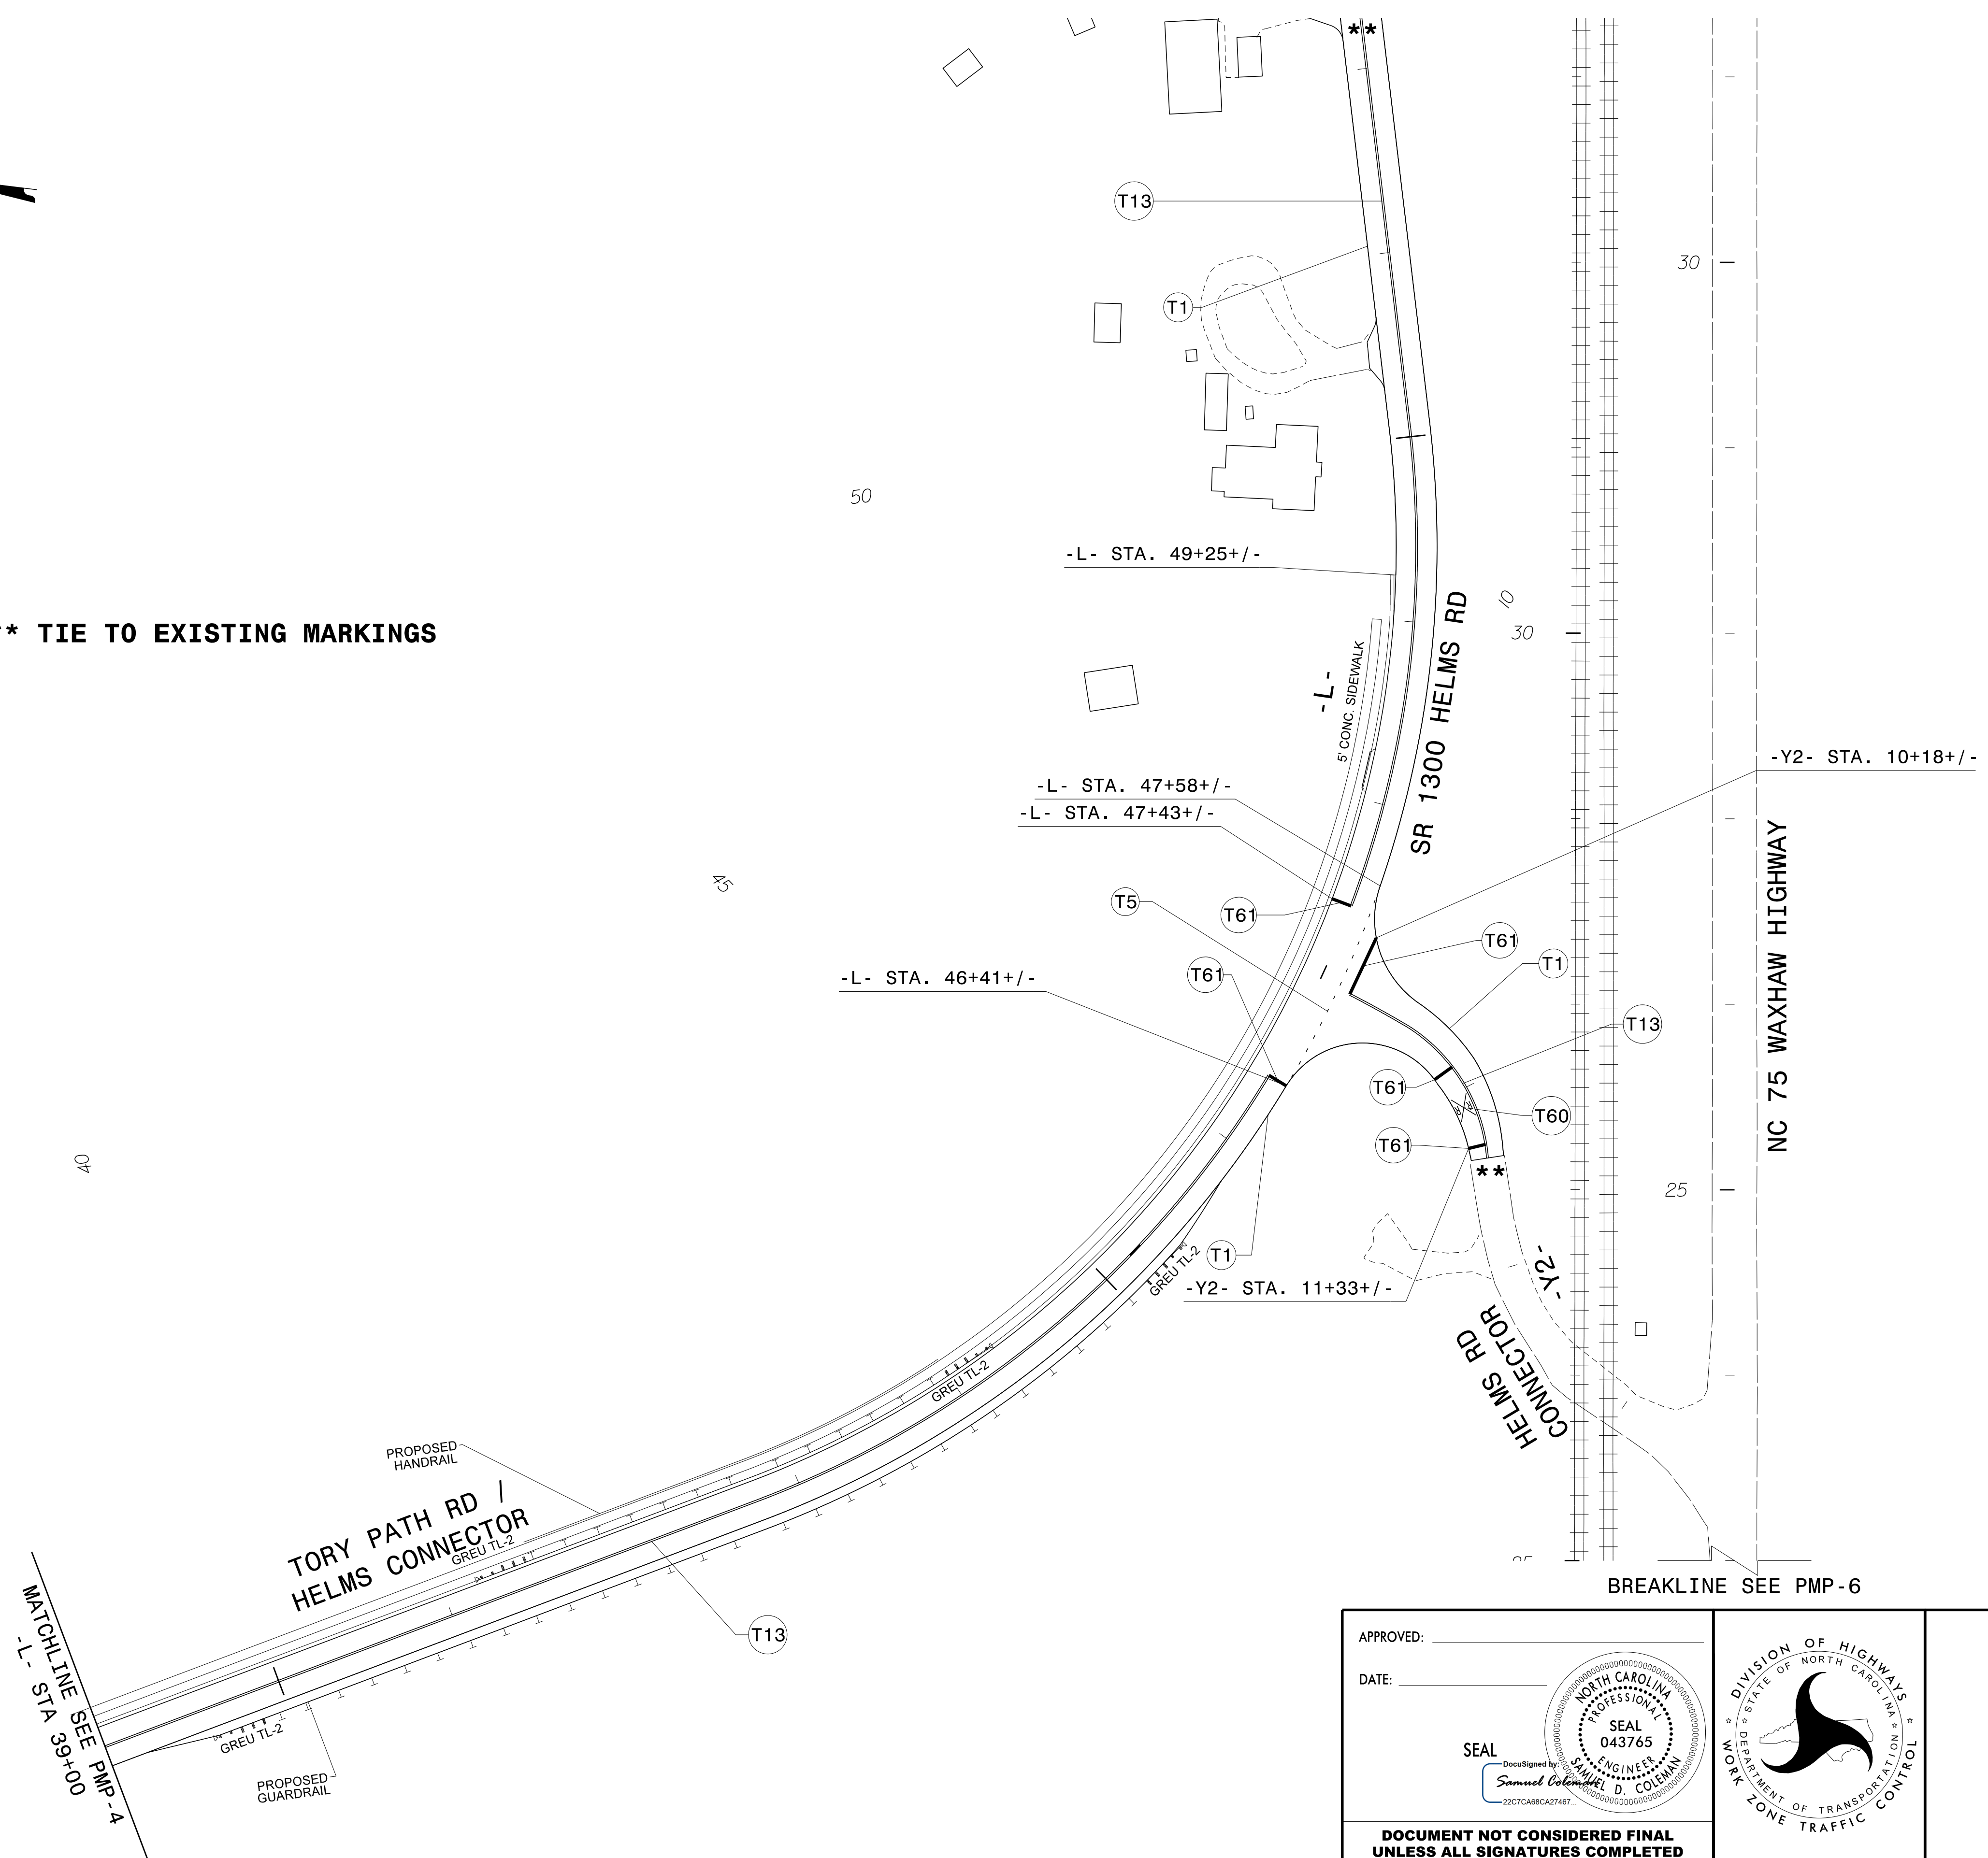 **
T13
T1
30
50
-L- STA. 49+25+/-
** TIE TO EXISTING MARKINGS
10
30
-L-
5' CONC. SIDEWALK
SR 1300 HELMS RD
-Y2- STA. 10+18+/-
-L- STA. 47+58+/-
-L- STA. 47+43+/-
NC 75 WAXHAW HIGHWAY
45
T5
T61
T61
T1
T61
-L- STA. 46+41+/-
T13
T61
R R
T60
T61
**
40
25
T1
GREU TL-2
-Y2- STA. 11+33+/-
-Y2-
HELMS RD
CONNECTOR
GREU TL-2
PROPOSED
HANDRAIL
TORY PATH RD /
HELMS CONNECTOR
GREU TL-2
T13
MATCHLINE SEE PMP-4
-L- STA 39+00
GREU TL-2
PROPOSED
GUARDRAIL
BREAKLINE SEE PMP-6
APPROVED:
DATE:
SEAL
NORTH CAROLINA
PROFESSIONAL
SEAL
043765
ENGINEER
SAMUEL D. COLEMAN
DocuSigned by:
Samuel Coleman
22C7CA68CA27467...
DOCUMENT NOT CONSIDERED FINAL
UNLESS ALL SIGNATURES COMPLETED
DIVISION OF HIGHWAYS
STATE OF NORTH CAROLINA
DEPARTMENT OF TRANSPORTATION
WORK ZONE TRAFFIC CONTROL